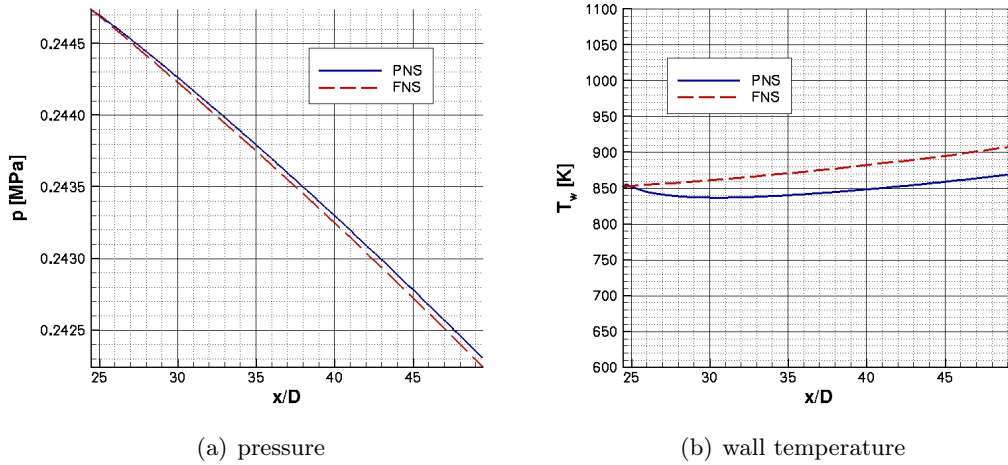 0.2445
0.2440
0.2435
0.2430
0.2425
p [MPa]
25 30 35 40 45
x/D
PNS
FNS
(a) pressure
1100
1050
1000
950
900
850
800
750
700
650
600
T_w [K]
25 30 35 40 45
x/D
PNS
FNS
(b) wall temperature